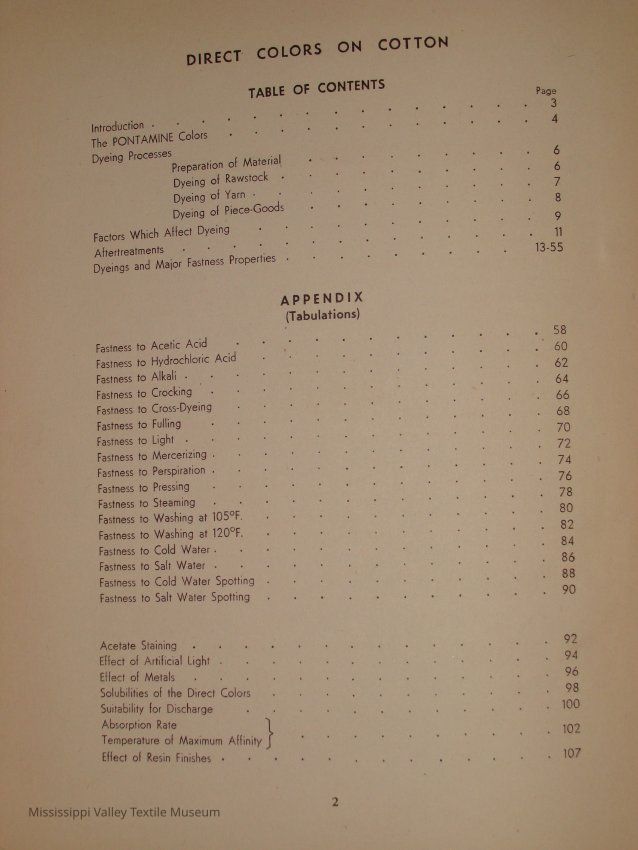 DIRECT COLORS ON COTTON
TABLE OF CONTENTS
Page
Introduction . . . . . . . . . . . . . . . 3
The PONTAMINE Colors . . . . . . . . . . . . 4
Dyeing Processes
Preparation of Material . . . . . . . . . 6
Dyeing of Rawstock . . . . . . . . . . 6
Dyeing of Yarn . . . . . . . . . . . 7
Dyeing of Piece-Goods . . . . . . . . . 8
Factors Which Affect Dyeing . . . . . . . . . . . 9
Aftertreatments . . . . . . . . . . . . . . 11
Dyeings and Major Fastness Properties . . . . . . . . . 13-55
APPENDIX
(Tabulations)
Fastness to Acetic Acid . . . . . . . . . . . . 58
Fastness to Hydrochloric Acid . . . . . . . . . . . 60
Fastness to Alkali . . . . . . . . . . . . . . 62
Fastness to Crocking . . . . . . . . . . . . . 64
Fastness to Cross-Dyeing . . . . . . . . . . . . 66
Fastness to Fulling . . . . . . . . . . . . . 68
Fastness to Light . . . . . . . . . . . . . . 70
Fastness to Mercerizing . . . . . . . . . . . . . 72
Fastness to Perspiration . . . . . . . . . . . . . 74
Fastness to Pressing . . . . . . . . . . . . . 76
Fastness to Steaming . . . . . . . . . . . . . 78
Fastness to Washing at 105°F. . . . . . . . . . . . 80
Fastness to Washing at 120°F. . . . . . . . . . . . 82
Fastness to Cold Water . . . . . . . . . . . . . 84
Fastness to Salt Water . . . . . . . . . . . . . 86
Fastness to Cold Water Spotting . . . . . . . . . . . 88
Fastness to Salt Water Spotting . . . . . . . . . . . 90
Acetate Staining . . . . . . . . . . . . . . 92
Effect of Artificial Light . . . . . . . . . . . . . 94
Effect of Metals . . . . . . . . . . . . . . 96
Solubilities of the Direct Colors . . . . . . . . . . . 98
Suitability for Discharge . . . . . . . . . . . . 100
Absorption Rate
Temperature of Maximum Affinity } . . . . . . . . . . 102
Effect of Resin Finishes . . . . . . . . . . . . . 107
2
Mississippi Valley Textile Museum